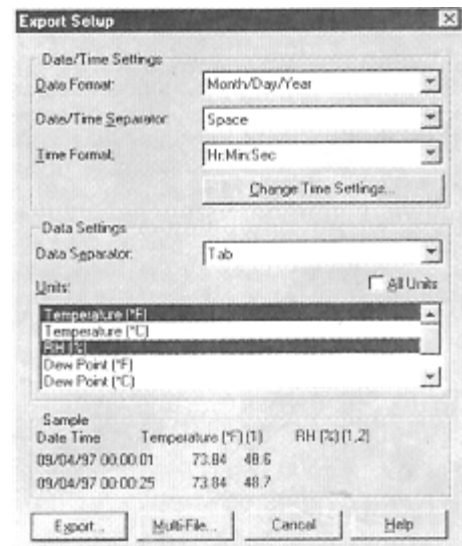 Export Setup
Date/Time Settings
Date Format: Month/Day/Year
Date/Time Separator: Space
Time Format: Hr:Min:Sec
Change Time Settings...
Data Settings
Data Separator: Tab
Units: All Units
Temperature (°F)
Temperature (°C)
RH (%)
Dew Point (°F)
Dew Point (°C)
Sample
Date Time Temperature (°F) (1) RH (%) (1,2)
09/04/97 00:00:01 73.84 48.6
09/04/97 00:00:25 73.84 48.7
Export... Multi-File... Cancel Help